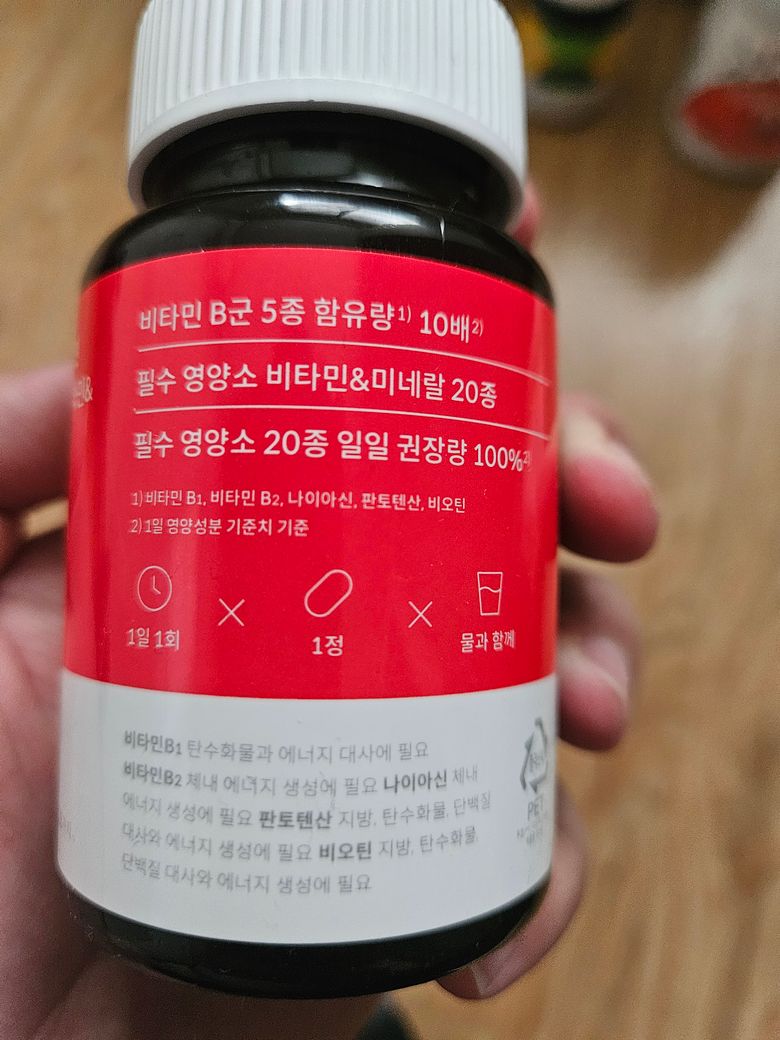 비타민 B군 5종 함유량1) 10배2)
필수 영양소 비타민&미네랄 20종
필수 영양소 20종 일일 권장량 100%2)
1) 비타민 B1, 비타민 B2, 나이아신, 판토텐산, 비오틴
2) 1일 영양성분 기준치 기준
1일 1회
1정
물과 함께
비타민B1 탄수화물과 에너지 대사에 필요
비타민B2 체내 에너지 생성에 필요 나이아신 체내
에너지 생성에 필요 판토텐산 지방, 탄수화물, 단백질
대사와 에너지 생성에 필요 비오틴 지방, 탄수화물,
단백질 대사와 에너지 생성에 필요
PET